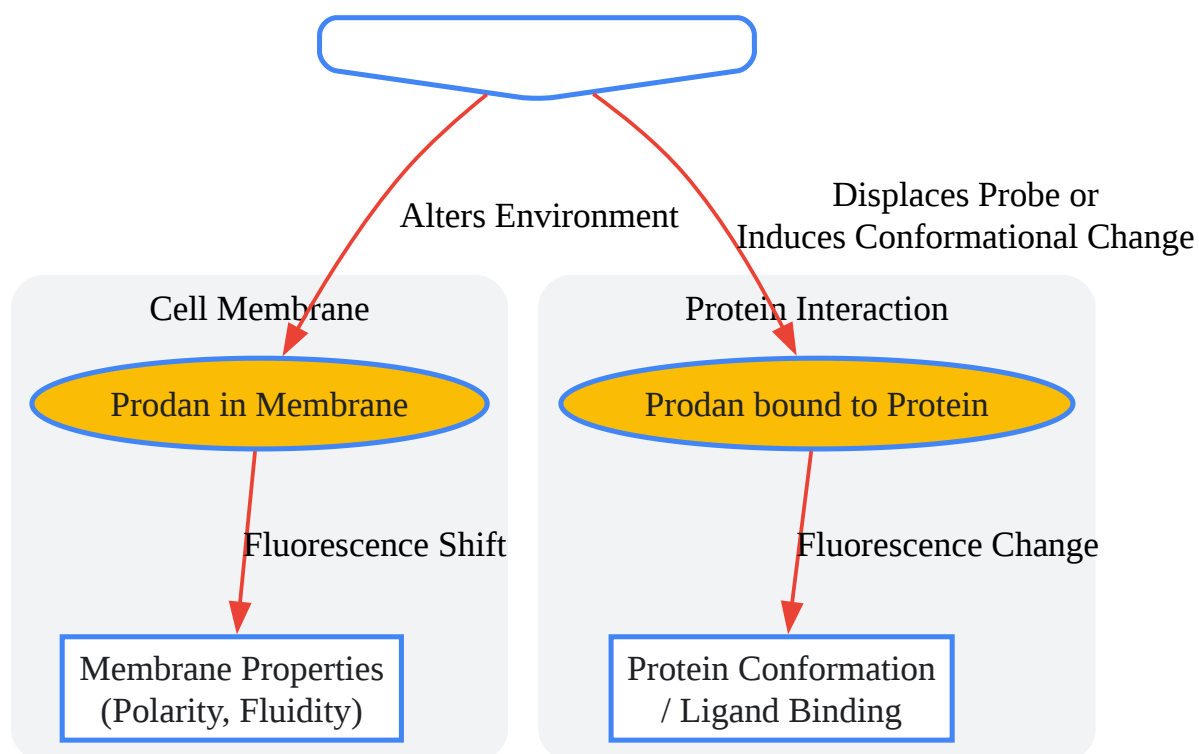 Alters Environment
Displaces Probe or
Induces Conformational Change
Cell Membrane
Protein Interaction
Prodan in Membrane
Prodan bound to Protein
Fluorescence Shift
Fluorescence Change
Membrane Properties
(Polarity, Fluidity)
Protein Conformation
/ Ligand Binding